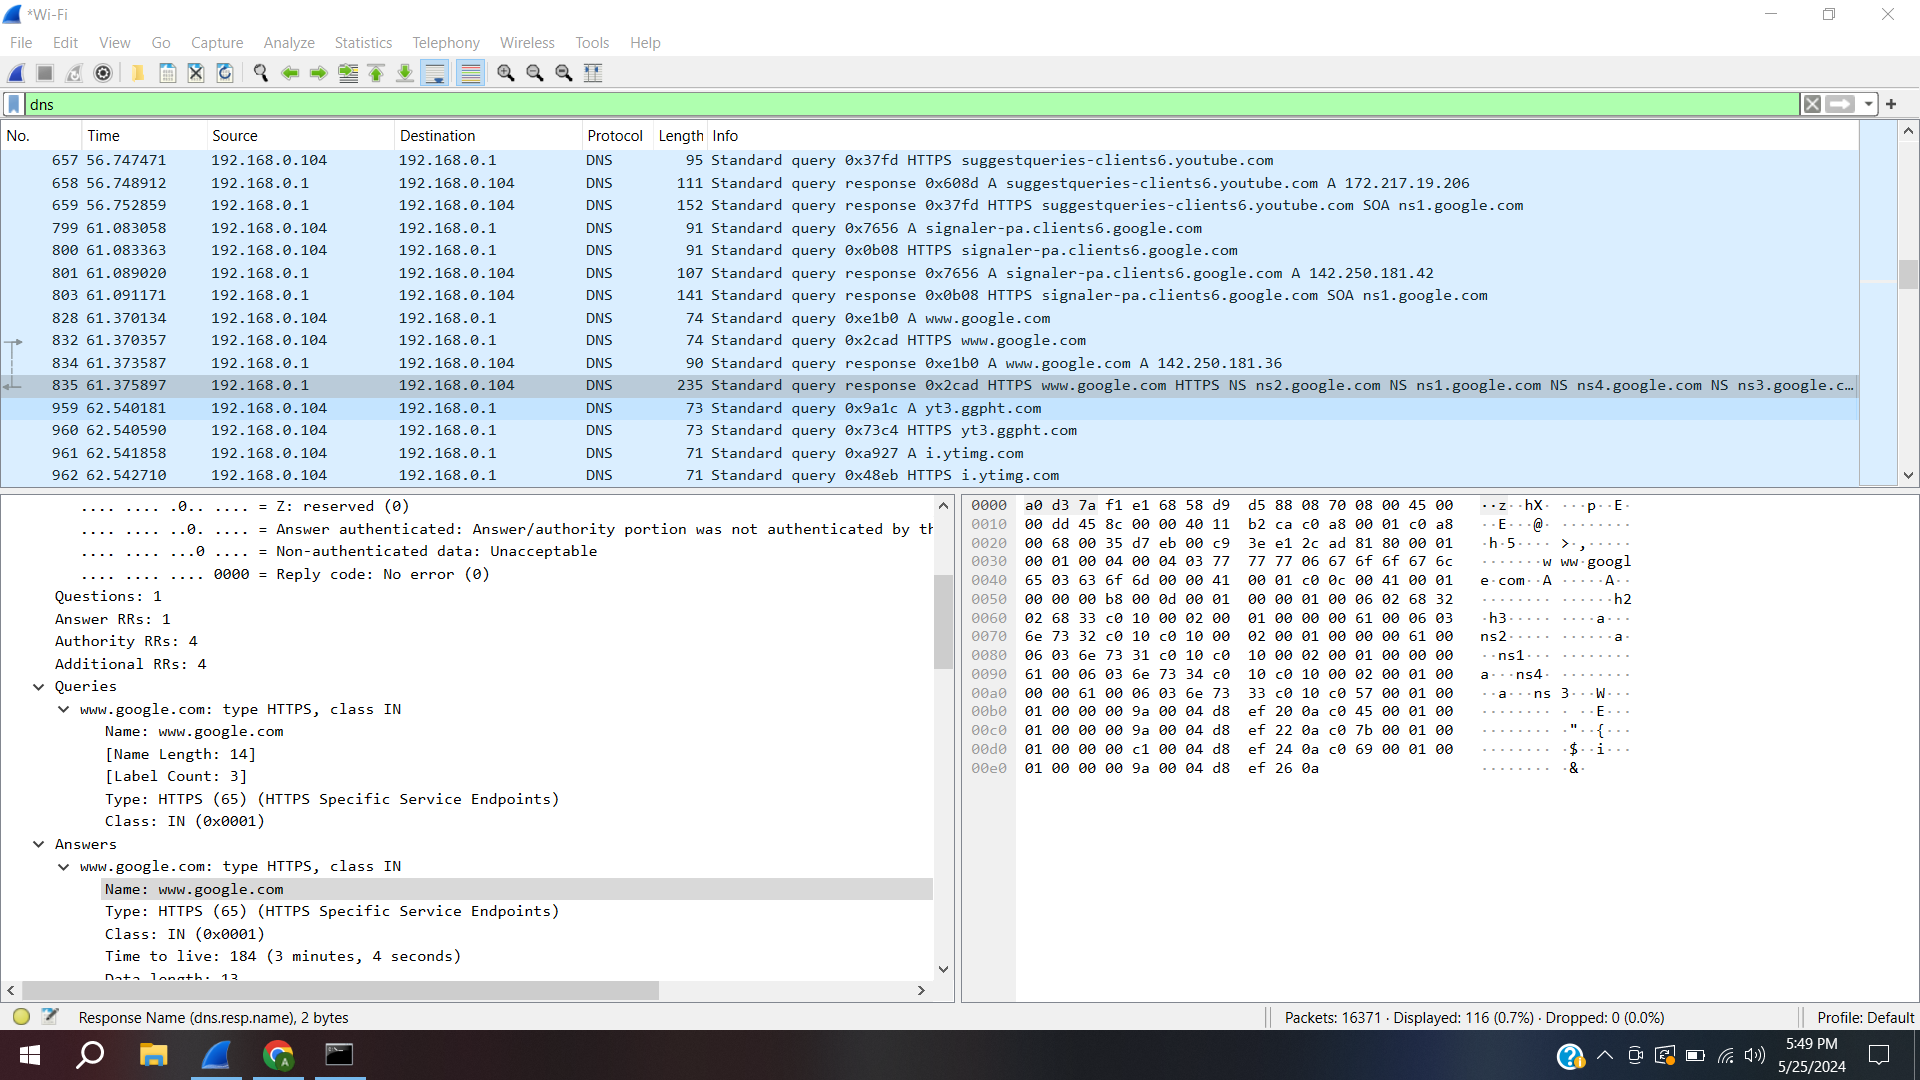 *Wi-Fi
File Edit View Go Capture Analyze Statistics Telephony Wireless Tools Help
dns
No. Time Source Destination Protocol Length Info
657 56.747471 192.168.0.104 192.168.0.1 DNS 95 Standard query 0x37fd HTTPS suggestqueries-clients6.youtube.com
658 56.748912 192.168.0.1 192.168.0.104 DNS 111 Standard query response 0x608d A suggestqueries-clients6.youtube.com A 172.217.19.206
659 56.752859 192.168.0.1 192.168.0.104 DNS 152 Standard query response 0x37fd HTTPS suggestqueries-clients6.youtube.com SOA ns1.google.com
799 61.083058 192.168.0.104 192.168.0.1 DNS 91 Standard query 0x7656 A signaler-pa.clients6.google.com
800 61.083363 192.168.0.104 192.168.0.1 DNS 91 Standard query 0x0b08 HTTPS signaler-pa.clients6.google.com
801 61.089020 192.168.0.1 192.168.0.104 DNS 107 Standard query response 0x7656 A signaler-pa.clients6.google.com A 142.250.181.42
803 61.091171 192.168.0.1 192.168.0.104 DNS 141 Standard query response 0x0b08 HTTPS signaler-pa.clients6.google.com SOA ns1.google.com
828 61.370134 192.168.0.104 192.168.0.1 DNS 74 Standard query 0xe1b0 A www.google.com
832 61.370357 192.168.0.104 192.168.0.1 DNS 74 Standard query 0x2cad HTTPS www.google.com
834 61.373587 192.168.0.1 192.168.0.104 DNS 90 Standard query response 0xe1b0 A www.google.com A 142.250.181.36
835 61.375897 192.168.0.1 192.168.0.104 DNS 235 Standard query response 0x2cad HTTPS www.google.com HTTPS NS ns2.google.com NS ns1.google.com NS ns4.google.com NS ns3.google.c…
959 62.540181 192.168.0.104 192.168.0.1 DNS 73 Standard query 0x9a1c A yt3.ggpht.com
960 62.540590 192.168.0.104 192.168.0.1 DNS 73 Standard query 0x73c4 HTTPS yt3.ggpht.com
961 62.541858 192.168.0.104 192.168.0.1 DNS 71 Standard query 0xa927 A i.ytimg.com
962 62.542710 192.168.0.104 192.168.0.1 DNS 71 Standard query 0x48eb HTTPS i.ytimg.com
.... .... .0.. .... = Z: reserved (0)
.... .... ..0. .... = Answer authenticated: Answer/authority portion was not authenticated by th
.... .... ...0 .... = Non-authenticated data: Unacceptable
.... .... .... 0000 = Reply code: No error (0)
Questions: 1
Answer RRs: 1
Authority RRs: 4
Additional RRs: 4
Queries
www.google.com: type HTTPS, class IN
Name: www.google.com
[Name Length: 14]
[Label Count: 3]
Type: HTTPS (65) (HTTPS Specific Service Endpoints)
Class: IN (0x0001)
Answers
www.google.com: type HTTPS, class IN
Name: www.google.com
Type: HTTPS (65) (HTTPS Specific Service Endpoints)
Class: IN (0x0001)
Time to live: 184 (3 minutes, 4 seconds)
Data length: 13
0000 a0 d3 7a f1 e1 68 58 d9 d5 88 08 70 08 00 45 00 ··z··hX· ···p··E·
0010 00 dd 45 8c 00 00 40 11 b2 ca c0 a8 00 01 c0 a8 ··E···@· ········
0020 00 68 00 35 d7 eb 00 c9 3e e1 2c ad 81 80 00 01 ·h·5···· >·,·····
0030 00 01 00 04 00 04 03 77 77 77 06 67 6f 6f 67 6c ·······w ww·googl
0040 65 03 63 6f 6d 00 00 41 00 01 c0 0c 00 41 00 01 e·com··A ·····A··
0050 00 00 00 b8 00 0d 00 01 00 00 01 00 06 02 68 32 ········ ······h2
0060 02 68 33 c0 10 00 02 00 01 00 00 00 61 00 06 03 ·h3····· ····a···
0070 6e 73 32 c0 10 c0 10 00 02 00 01 00 00 00 61 00 ns2····· ······a·
0080 06 03 6e 73 31 c0 10 c0 10 00 02 00 01 00 00 00 ··ns1··· ········
0090 61 00 06 03 6e 73 34 c0 10 c0 10 00 02 00 01 00 a···ns4· ········
00a0 00 00 61 00 06 03 6e 73 33 c0 10 c0 57 00 01 00 ··a···ns 3···W···
00b0 01 00 00 00 9a 00 04 d8 ef 20 0a c0 45 00 01 00 ········ · ··E···
00c0 01 00 00 00 9a 00 04 d8 ef 22 0a c0 7b 00 01 00 ········ ·"··{···
00d0 01 00 00 00 c1 00 04 d8 ef 24 0a c0 69 00 01 00 ········ ·$··i···
00e0 01 00 00 00 9a 00 04 d8 ef 26 0a ········ ·&·
Response Name (dns.resp.name), 2 bytes
Packets: 16371 · Displayed: 116 (0.7%) · Dropped: 0 (0.0%)
Profile: Default
5:49 PM
5/25/2024